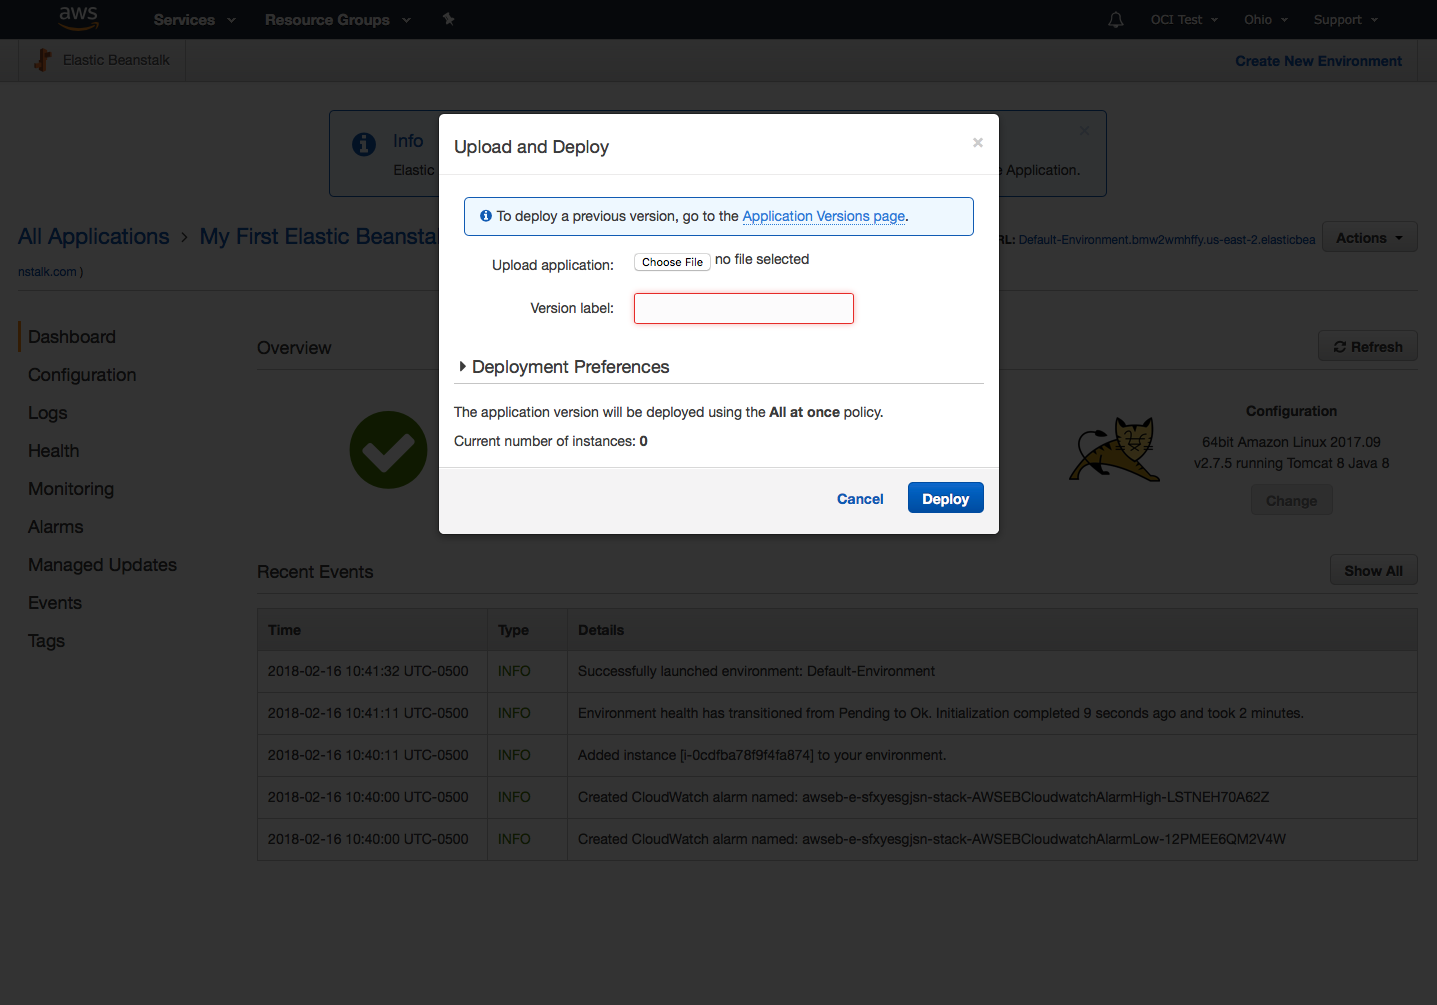 aws
Services
Resource Groups
OCI Test
Ohio
Support
Elastic Beanstalk
Create New Environment
Info
Elastic
Application.
All Applications > My First Elastic Beansta
RL: Default-Environment.bmw2wmhffy.us-east-2.elasticbea
nstalk.com )
Actions
Upload and Deploy
×
To deploy a previous version, go to the Application Versions page.
Upload application: Choose File no file selected
Version label:
Deployment Preferences
The application version will be deployed using the All at once policy.
Current number of instances: 0
Cancel
Deploy
Dashboard
Configuration
Logs
Health
Monitoring
Alarms
Managed Updates
Events
Tags
Overview
Refresh
Configuration
64bit Amazon Linux 2017.09
v2.7.5 running Tomcat 8 Java 8
Change
Recent Events
Show All
Time Type Details
2018-02-16 10:41:32 UTC-0500 INFO Successfully launched environment: Default-Environment
2018-02-16 10:41:11 UTC-0500 INFO Environment health has transitioned from Pending to Ok. Initialization completed 9 seconds ago and took 2 minutes.
2018-02-16 10:40:11 UTC-0500 INFO Added instance [i-0cdfba78f9f4fa874] to your environment.
2018-02-16 10:40:00 UTC-0500 INFO Created CloudWatch alarm named: awseb-e-sfxyesgjsn-stack-AWSEBCloudwatchAlarmHigh-LSTNEH70A62Z
2018-02-16 10:40:00 UTC-0500 INFO Created CloudWatch alarm named: awseb-e-sfxyesgjsn-stack-AWSEBCloudwatchAlarmLow-12PMEE6QM2V4W